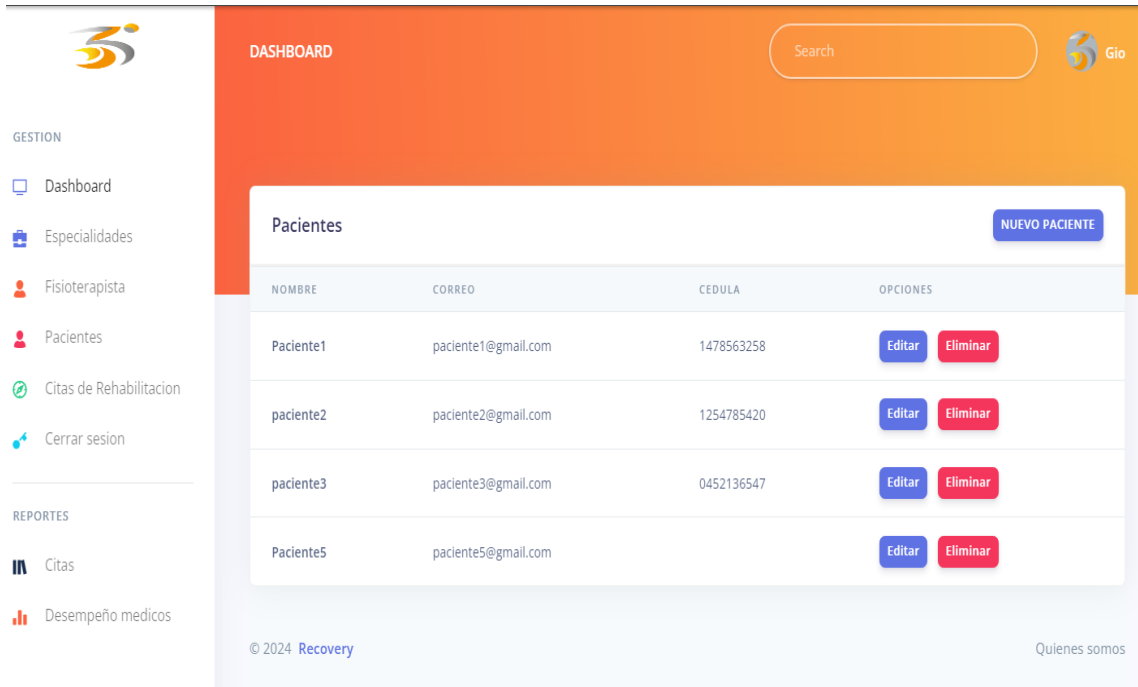 GESTION
Dashboard
Especialidades
Fisioterapista
Pacientes
Citas de Rehabilitacion
Cerrar sesion
REPORTES
Citas
Desempeño medicos
DASHBOARD
Search
Gio
Pacientes
NUEVO PACIENTE
NOMBRE CORREO CEDULA OPCIONES
Paciente1 paciente1@gmail.com 1478563258 Editar Eliminar
paciente2 paciente2@gmail.com 1254785420 Editar Eliminar
paciente3 paciente3@gmail.com 0452136547 Editar Eliminar
Paciente5 paciente5@gmail.com Editar Eliminar
© 2024 Recovery
Quienes somos